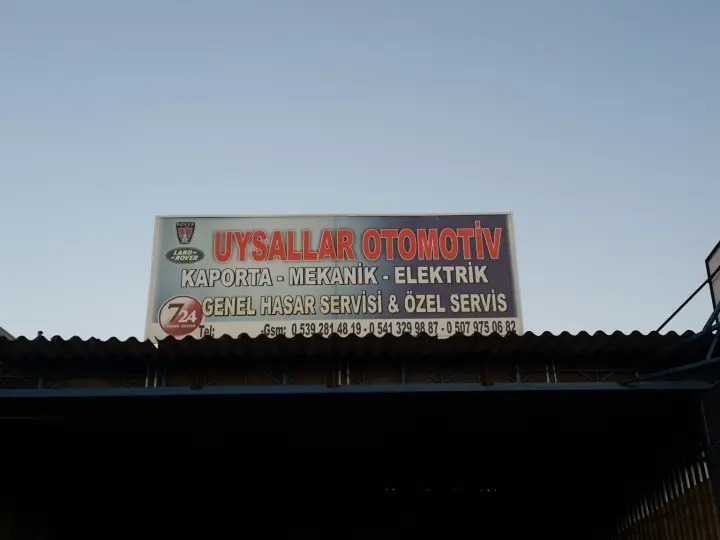 ROVER
LAND-
-ROVER
UYSALLAR OTOMOTİV
KAPORTA - MEKANİK - ELEKTRİK
GENEL HASAR SERVİSİ & ÖZEL SERVİS
7 24
Tel: -Gsm: 0.539 281 48 19 - 0 541 329 98 87 - 0 507 975 06 82